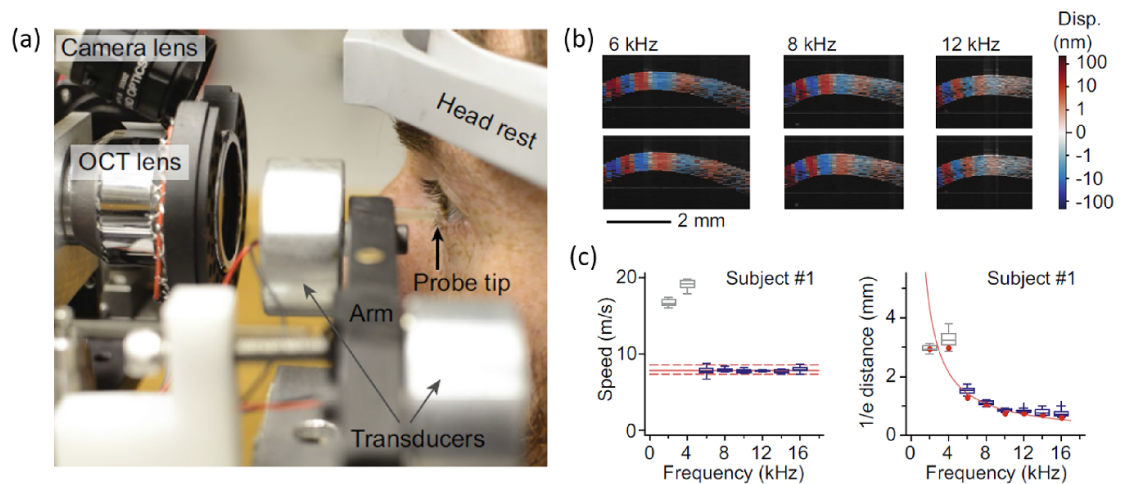 (a)
Camera lens
OPTICS
OCT lens
Head rest
Probe tip
Arm
Transducers
(b)
6 kHz
8 kHz
12 kHz
Disp.
(nm)
100
10
1
0
-1
-10
-100
2 mm
(c)
Subject #1
20
10
0
Speed (m/s)
0 4 8 12 16
Frequency (kHz)
Subject #1
4
2
0
1/e distance (mm)
0 4 8 12 16
Frequency (kHz)